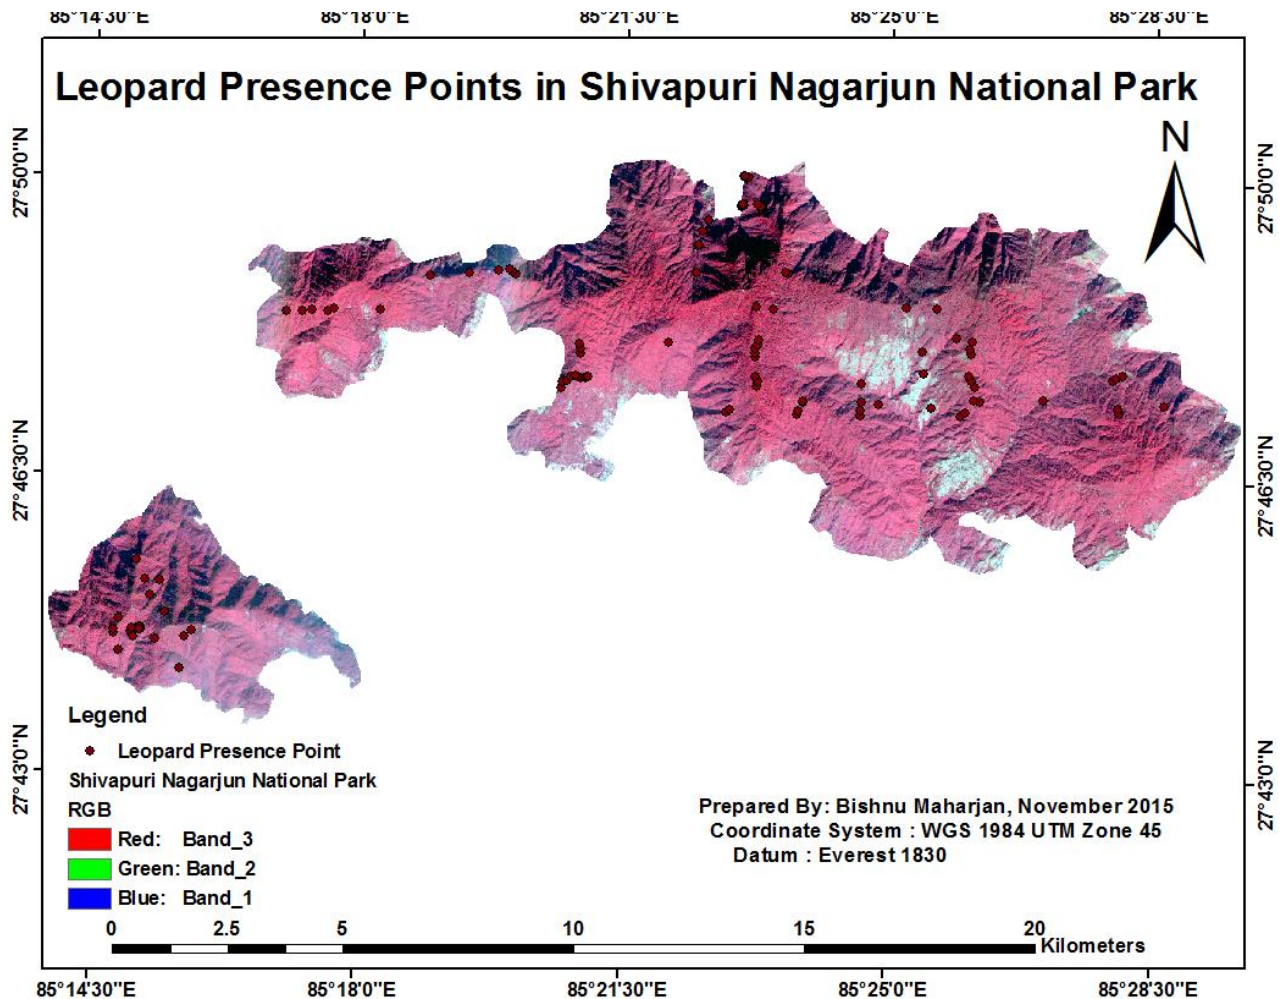 85°14'30"E 85°18'0"E 85°21'30"E 85°25'0"E 85°28'30"E
Leopard Presence Points in Shivapuri Nagarjun National Park
N
27°50'0"N 27°50'0"N
27°46'30"N 27°46'30"N
27°43'0"N 27°43'0"N
Legend
Leopard Presence Point
Shivapuri Nagarjun National Park
RGB
Red: Band_3
Green: Band_2
Blue: Band_1
Prepared By: Bishnu Maharjan, November 2015
Coordinate System : WGS 1984 UTM Zone 45
Datum : Everest 1830
0 2.5 5 10 15 20
Kilometers
85°14'30"E 85°18'0"E 85°21'30"E 85°25'0"E 85°28'30"E